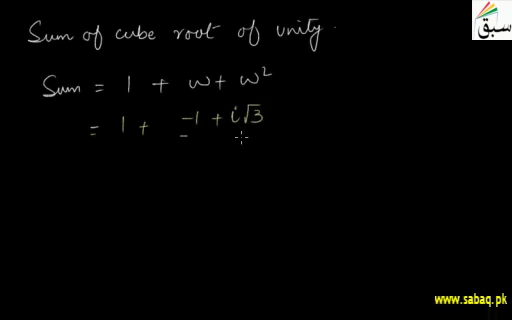 Sum of cube root of unity.
سبق
Sum = 1 + ω + ω²
= 1 + -1 + i√3
www.sabaq.pk